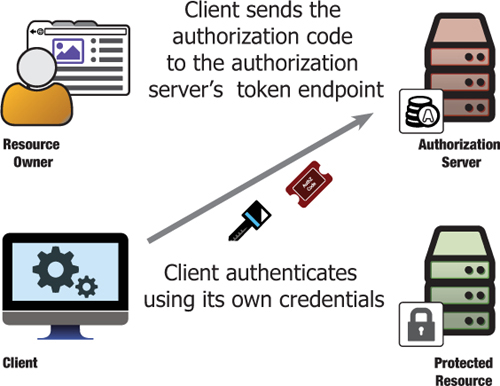 Client sends the
authorization code
to the authorization
server's token endpoint
Resource
Owner
Authorization
Server
A
AuthZ
Code
Client authenticates
using its own credentials
Client
Protected
Resource